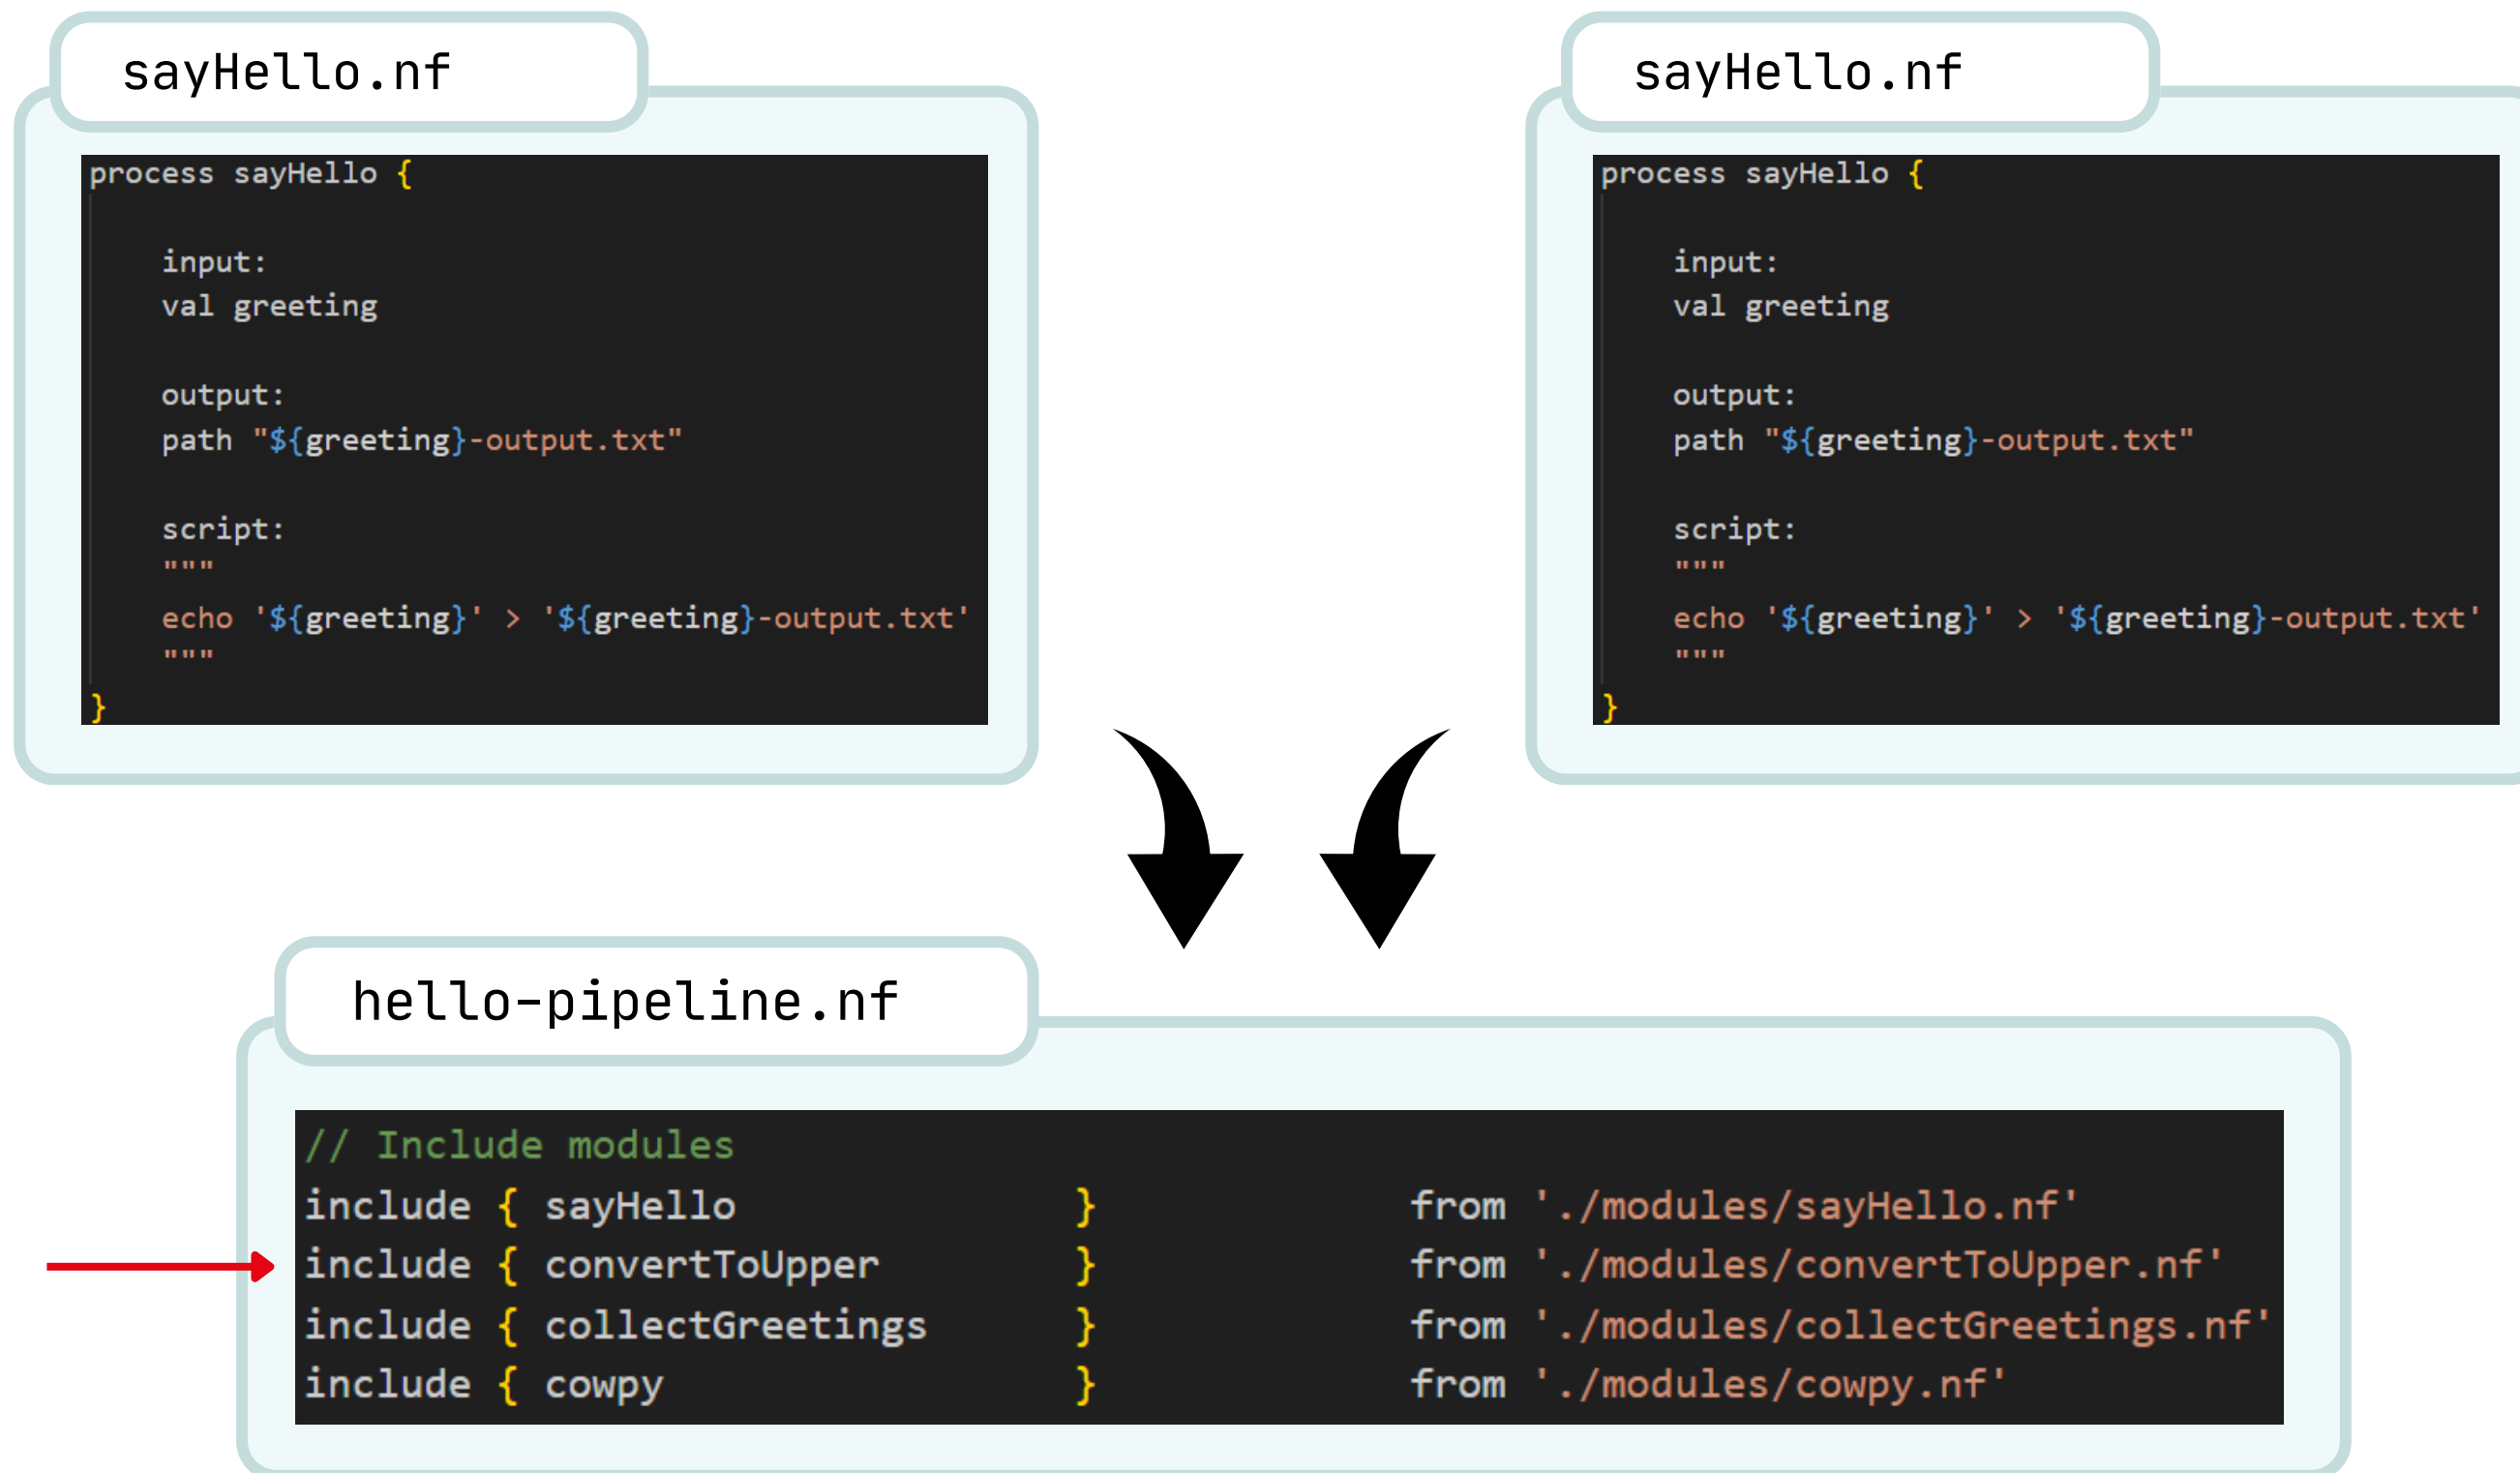 sayHello.nf
process sayHello {
input:
val greeting
output:
path "${greeting}-output.txt"
script:
"""
echo '${greeting}' > '${greeting}-output.txt'
"""
}
sayHello.nf
process sayHello {
input:
val greeting
output:
path "${greeting}-output.txt"
script:
"""
echo '${greeting}' > '${greeting}-output.txt'
"""
}
hello-pipeline.nf
// Include modules
include { sayHello } from './modules/sayHello.nf'
include { convertToUpper } from './modules/convertToUpper.nf'
include { collectGreetings } from './modules/collectGreetings.nf'
include { cowpy } from './modules/cowpy.nf'